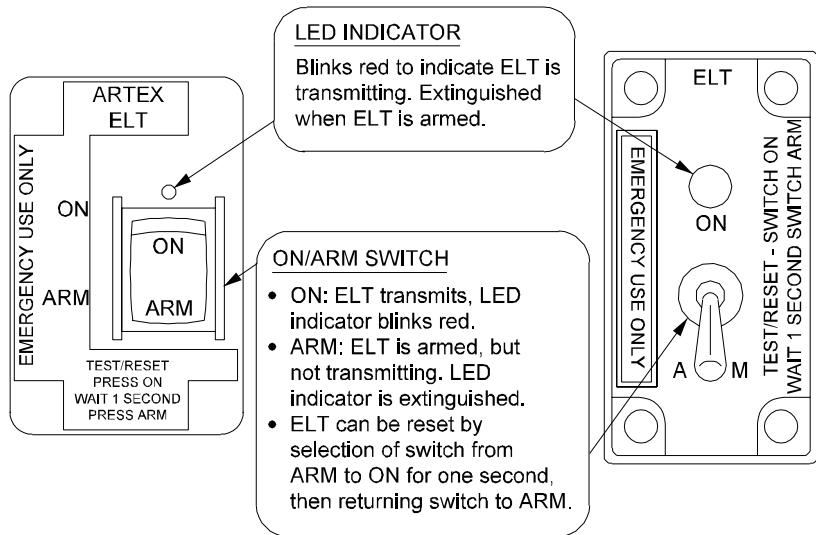 LED INDICATOR
Blinks red to indicate ELT is
transmitting. Extinguished
when ELT is armed.
ARTEX
ELT
EMERGENCY USE ONLY
ON
ARM
ON
ARM
TEST/RESET
PRESS ON
WAIT 1 SECOND
PRESS ARM
ON/ARM SWITCH
• ON: ELT transmits, LED
indicator blinks red.
• ARM: ELT is armed, but
not transmitting. LED
indicator is extinguished.
• ELT can be reset by
selection of switch from
ARM to ON for one second,
then returning switch to ARM.
ELT
EMERGENCY USE ONLY
ON
A M
TEST/RESET - SWITCH ON
WAIT 1 SECOND SWITCH ARM